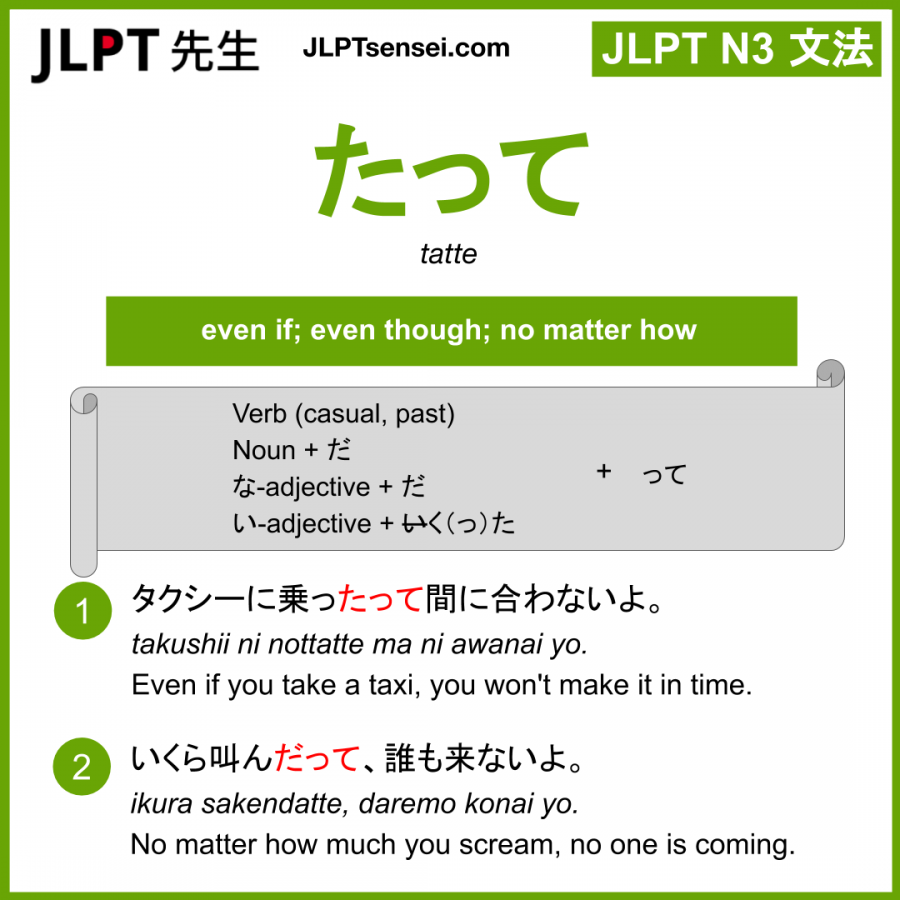 JLPT 先生
JLPTsensei.com
JLPT N3 文法
たって
tatte
even if; even though; no matter how
Verb (casual, past)
Noun + だ
な-adjective + だ
い-adjective + いく(っ)た
+ って
1 タクシーに乗ったって間に合わないよ。
takushii ni nottatte ma ni awanai yo.
Even if you take a taxi, you won't make it in time.
2 いくら叫んだって、誰も来ないよ。
ikura sakendatte, daremo konai yo.
No matter how much you scream, no one is coming.